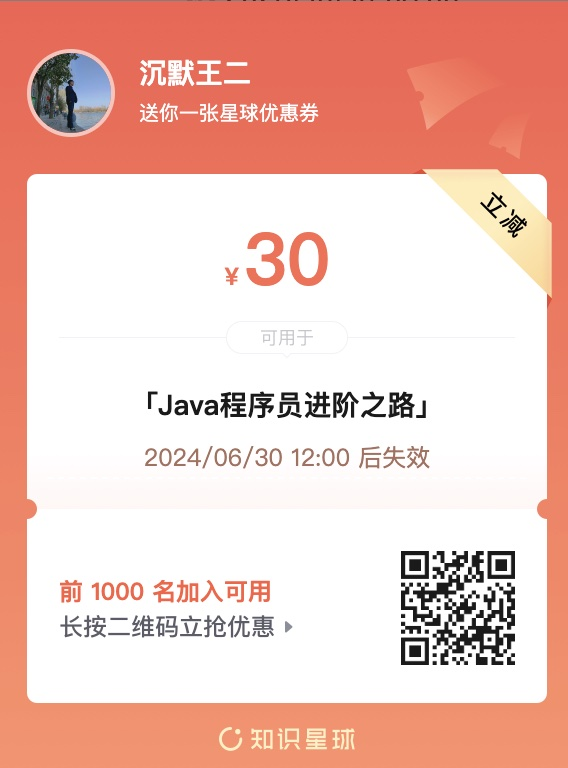 沉默王二
送你一张星球优惠券
立减
¥30
可用于
「Java程序员进阶之路」
2024/06/30 12:00 后失效
前 1000 名加入可用
长按二维码立抢优惠
知识星球